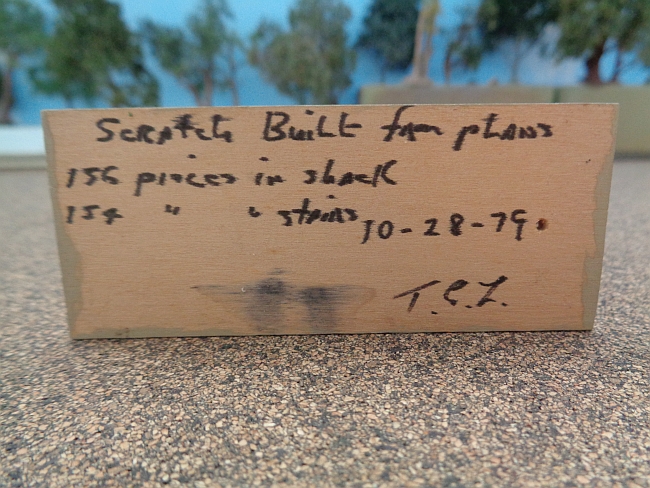 Scratch Built from plans
156 pieces in shack
154 " " stairs 10-28-79.
T.C.L.